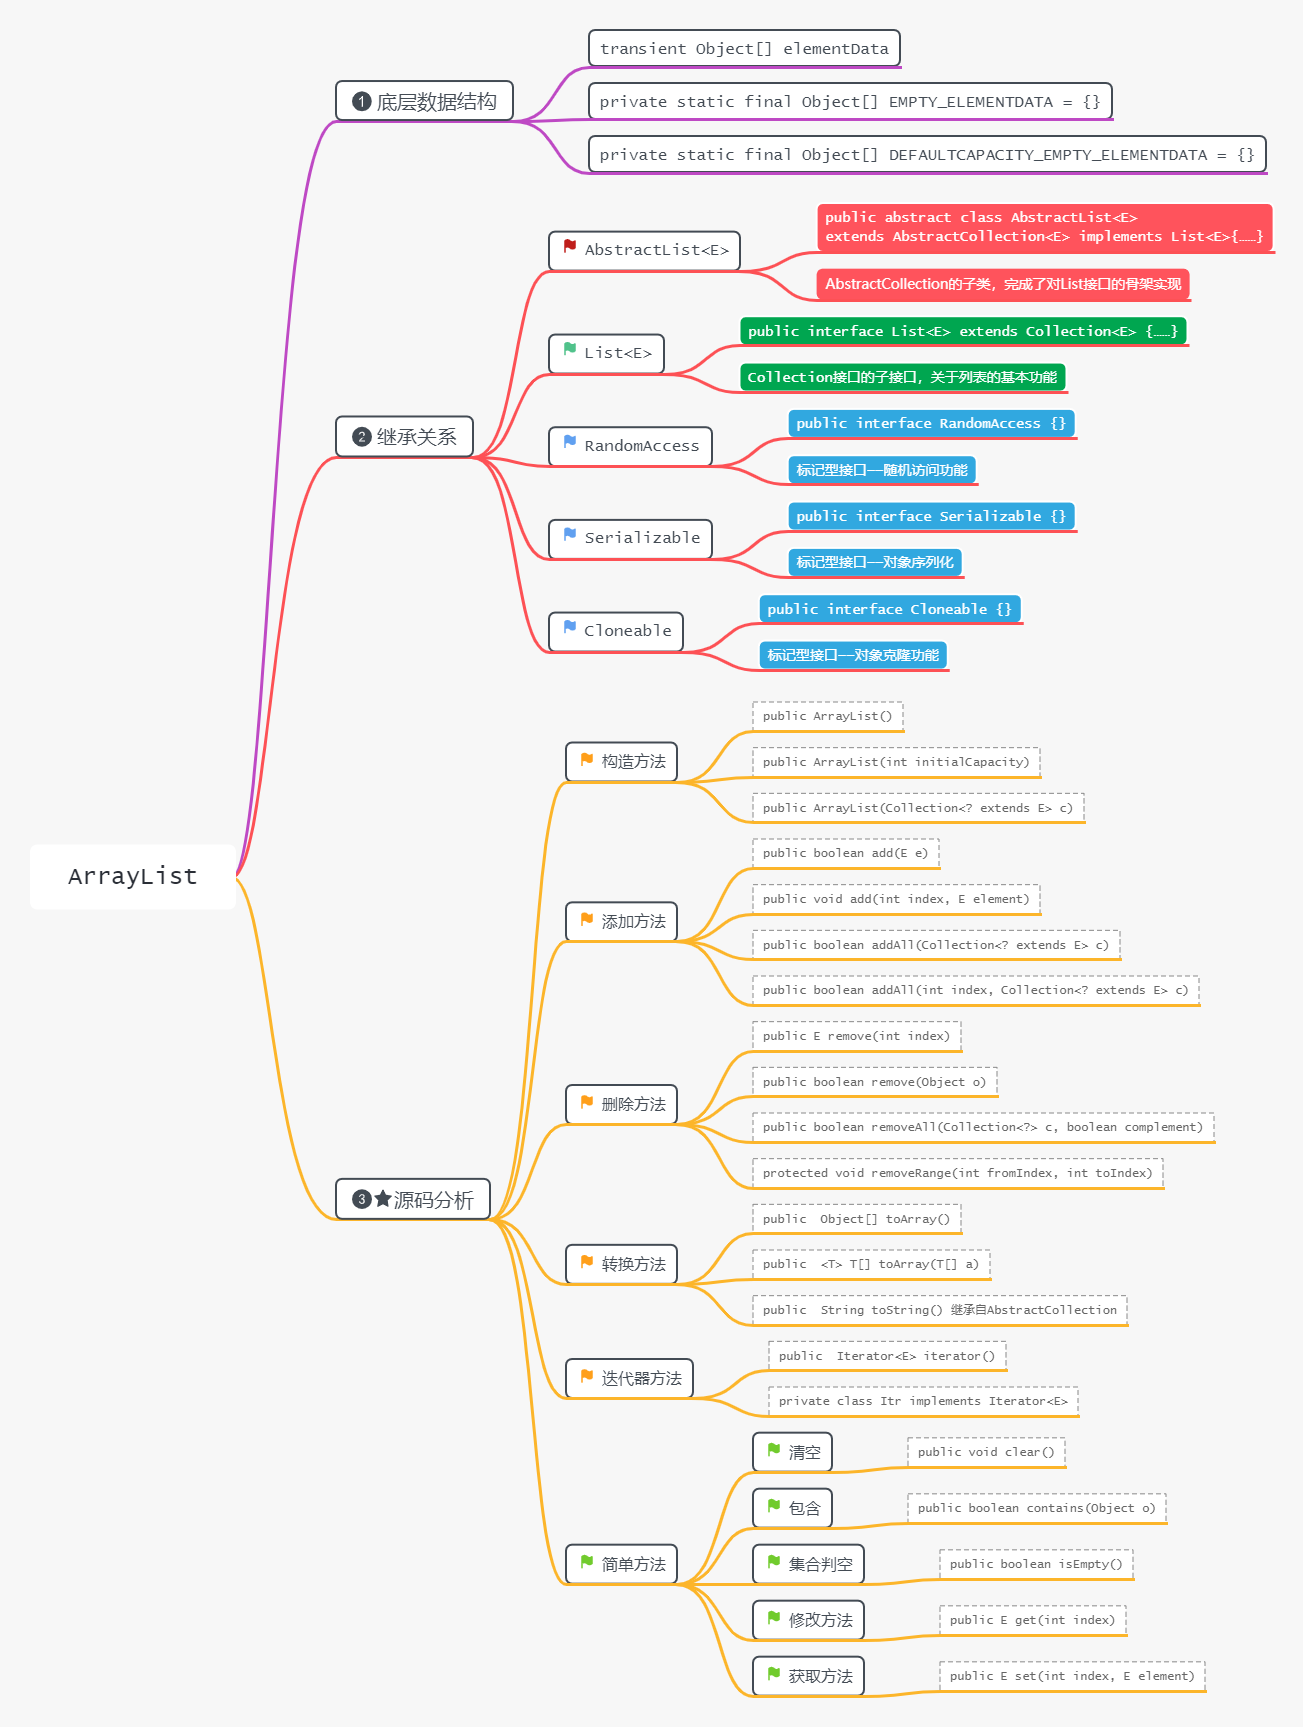 ArrayList
❶ 底层数据结构
transient Object[] elementData
private static final Object[] EMPTY_ELEMENTDATA = {}
private static final Object[] DEFAULTCAPACITY_EMPTY_ELEMENTDATA = {}
❷ 继承关系
AbstractList<E>
public abstract class AbstractList<E>
extends AbstractCollection<E> implements List<E>{……}
AbstractCollection的子类，完成了对List接口的骨架实现
List<E>
public interface List<E> extends Collection<E> {……}
Collection接口的子接口，关于列表的基本功能
RandomAccess
public interface RandomAccess {}
标记型接口——随机访问功能
Serializable
public interface Serializable {}
标记型接口——对象序列化
Cloneable
public interface Cloneable {}
标记型接口——对象克隆功能
❸★源码分析
构造方法
public ArrayList()
public ArrayList(int initialCapacity)
public ArrayList(Collection<? extends E> c)
添加方法
public boolean add(E e)
public void add(int index, E element)
public boolean addAll(Collection<? extends E> c)
public boolean addAll(int index, Collection<? extends E> c)
删除方法
public E remove(int index)
public boolean remove(Object o)
public boolean removeAll(Collection<?> c, boolean complement)
protected void removeRange(int fromIndex, int toIndex)
转换方法
public  Object[] toArray()
public  <T> T[] toArray(T[] a)
public  String toString() 继承自AbstractCollection
迭代器方法
public  Iterator<E> iterator()
private class Itr implements Iterator<E>
简单方法
清空
public void clear()
包含
public boolean contains(Object o)
集合判空
public boolean isEmpty()
修改方法
public E get(int index)
获取方法
public E set(int index, E element)